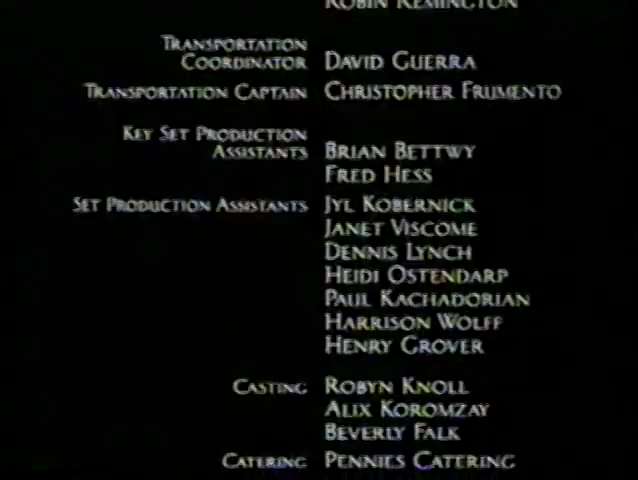 ROBIN REMINGTON
TRANSPORTATION
COORDINATOR DAVID GUERRA
TRANSPORTATION CAPTAIN CHRISTOPHER FRUMENTO
KEY SET PRODUCTION
ASSISTANTS BRIAN BETTWY
FRED HESS
SET PRODUCTION ASSISTANTS JYL KOBERNICK
JANET VISCOME
DENNIS LYNCH
HEIDI OSTENDARP
PAUL KACHADORIAN
HARRISON WOLFF
HENRY GROVER
CASTING ROBYN KNOLL
ALIX KOROMZAY
BEVERLY FALK
CATERING PENNIES CATERING